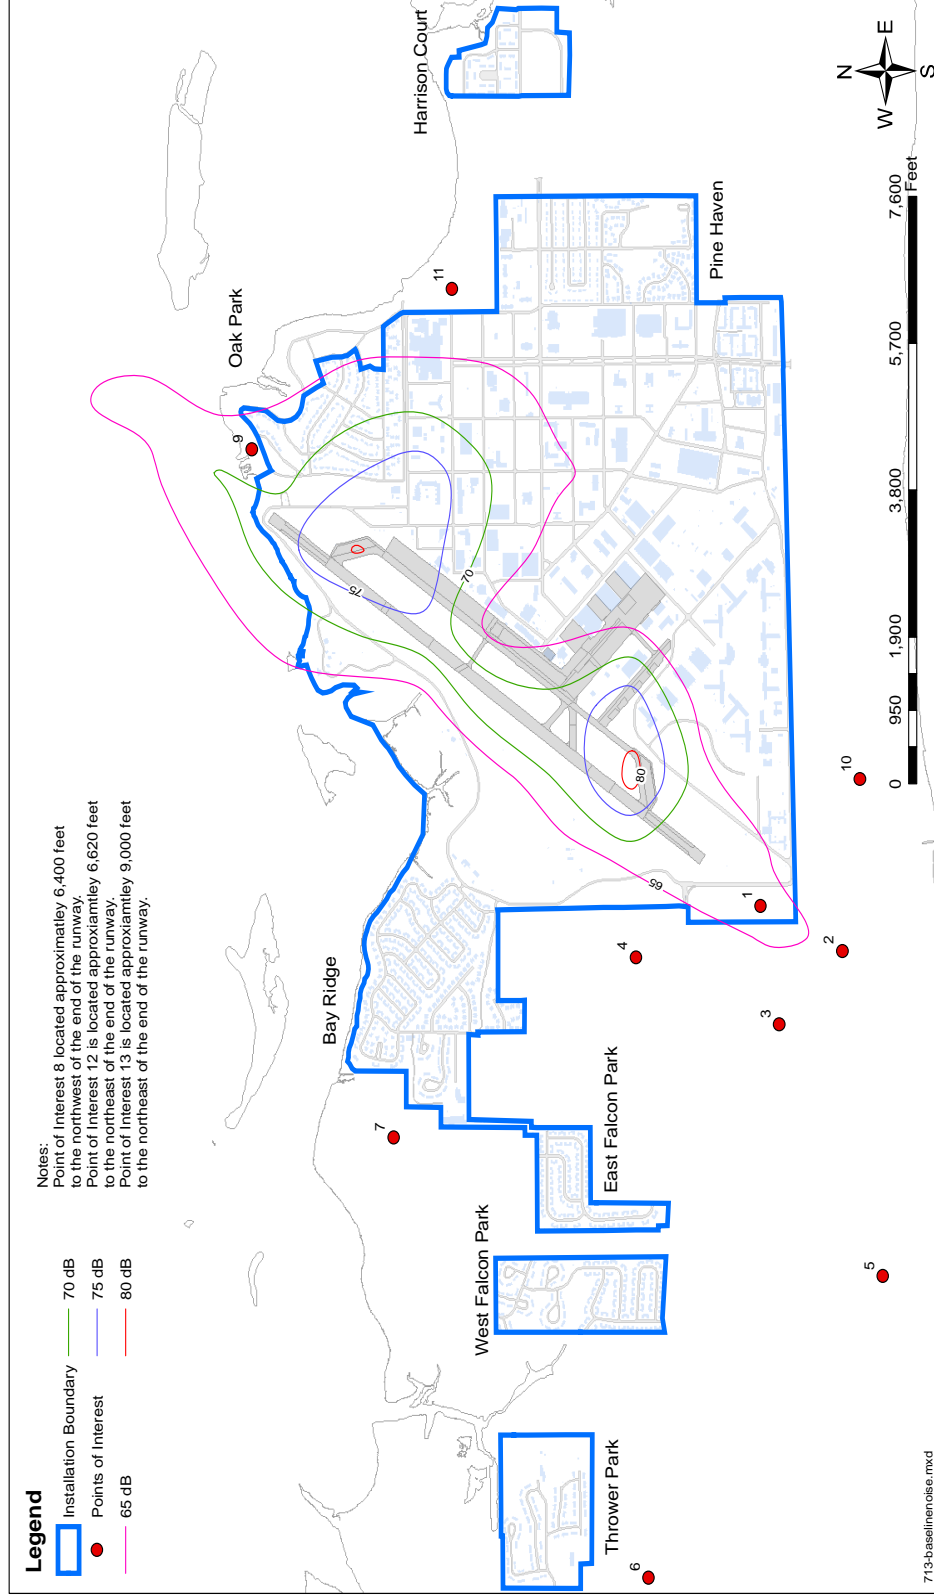 Legend
Installation Boundary
Points of Interest
65 dB
70 dB
75 dB
80 dB
Notes:
Point of Interest 8 located approximatley 6,400 feet
to the northwest of the end of the runway.
Point of Interest 12 is located approxiamtley 6,620 feet
to the northeast of the end of the runway.
Point of Interest 13 is located approxiamtley 9,000 feet
to the northeast of the end of the runway.
Harrison Court
Oak Park
Pine Haven
Bay Ridge
East Falcon Park
West Falcon Park
Thrower Park
9
11
7
4
1
2
3
10
5
6
75
70
80
65
N
W
E
S
0
950
1,900
3,800
5,700
7,600
Feet
713-baselinenoise.mxd